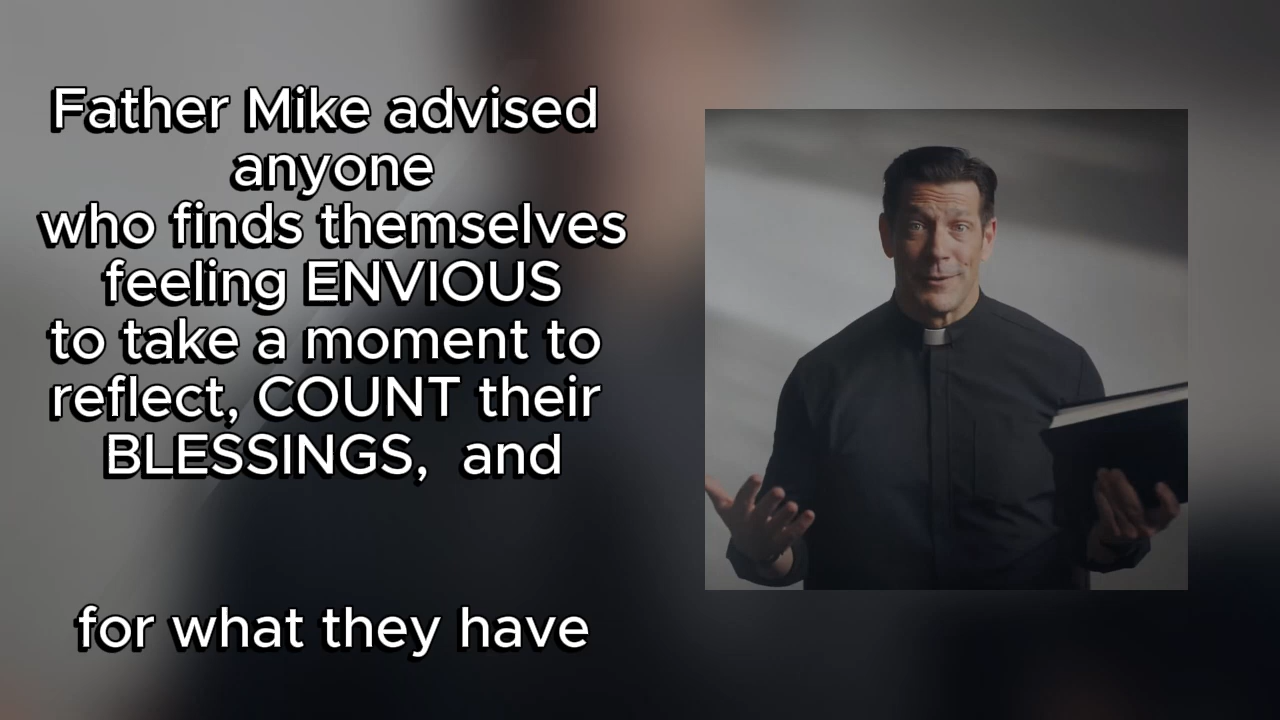 Father Mike advised
anyone
who finds themselves
feeling ENVIOUS
to take a moment to
reflect, COUNT their
BLESSINGS,  and
for what they have